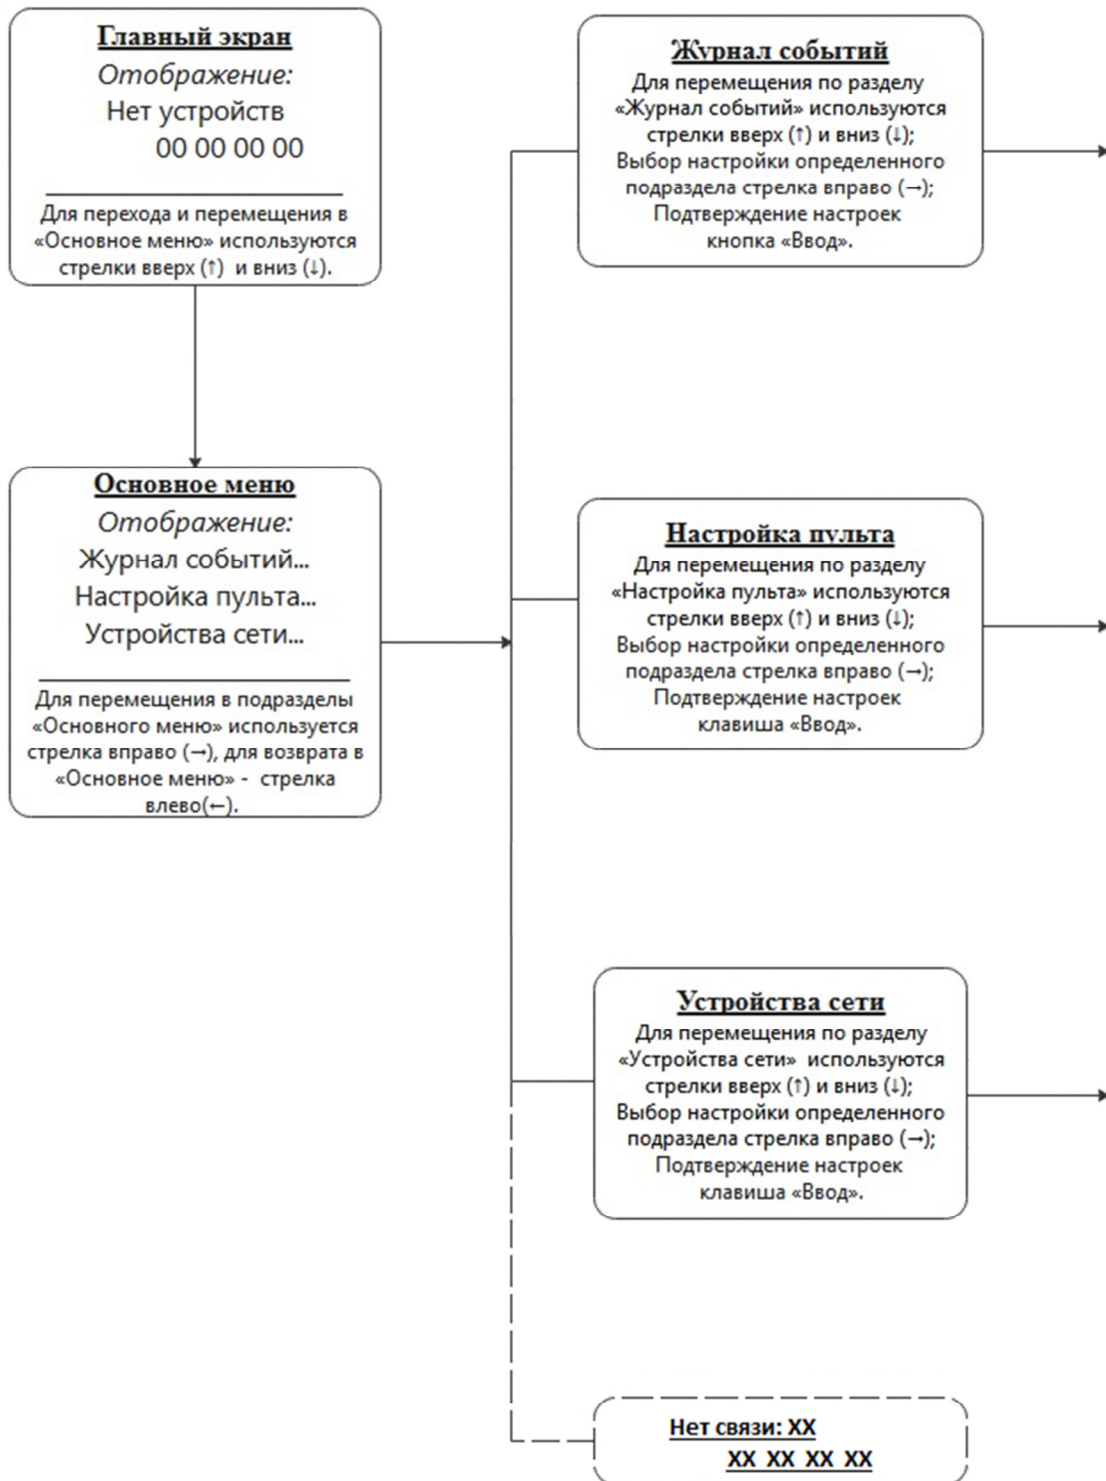 Главный экран
Отображение:
Нет устройств
00 00 00 00
Для перехода и перемещения в
«Основное меню» используются
стрелки вверх (↑) и вниз (↓).
Основное меню
Отображение:
Журнал событий...
Настройка пульта...
Устройства сети...
Для перемещения в подразделы
«Основного меню» используется
стрелка вправо (→), для возврата в
«Основное меню» - стрелка
влево(←).
Журнал событий
Для перемещения по разделу
«Журнал событий» используются
стрелки вверх (↑) и вниз (↓);
Выбор настройки определенного
подраздела стрелка вправо (→);
Подтверждение настроек
кнопка «Ввод».
Настройка пульта
Для перемещения по разделу
«Настройка пульта» используются
стрелки вверх (↑) и вниз (↓);
Выбор настройки определенного
подраздела стрелка вправо (→);
Подтверждение настроек
клавиша «Ввод».
Устройства сети
Для перемещения по разделу
«Устройства сети» используются
стрелки вверх (↑) и вниз (↓);
Выбор настройки определенного
подраздела стрелка вправо (→);
Подтверждение настроек
клавиша «Ввод».
Нет связи: XX
XX XX XX XX